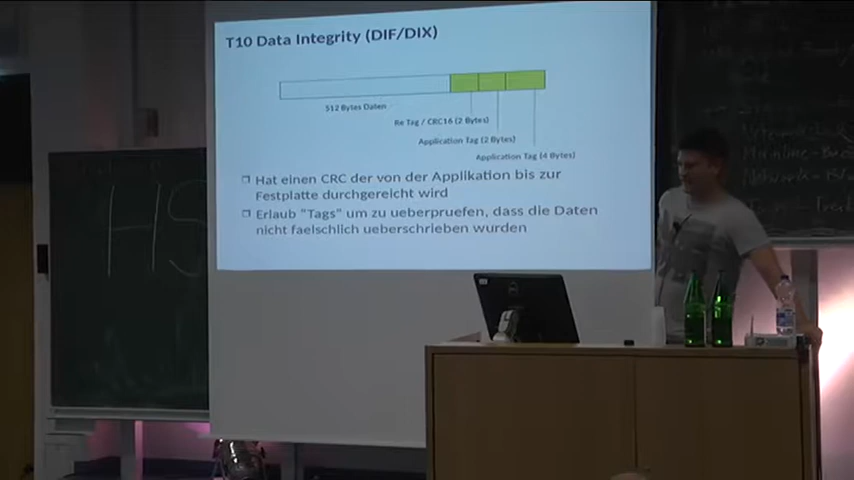 T10 Data Integrity (DIF/DIX)
512 Bytes Daten
Re Tag / CRC16 (2 Bytes)
Application Tag (2 Bytes)
Application Tag (4 Bytes)
Hat einen CRC der von der Applikation bis zur
Festplatte durchgereicht wird
Erlaub "Tags" um zu ueberpruefen, dass die Daten
nicht faelschlich ueberschrieben wurden.
HS